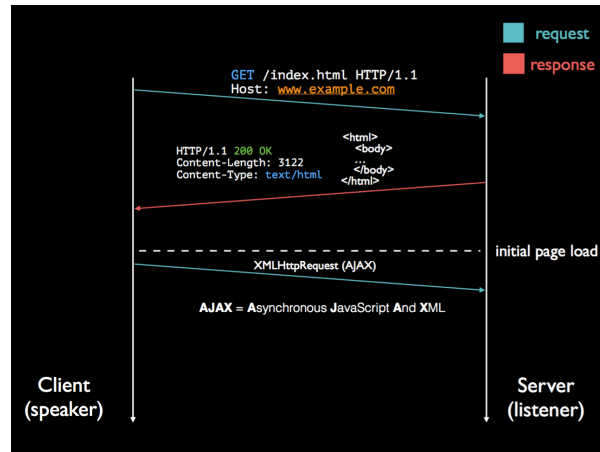 request
response
GET /index.html HTTP/1.1
Host: www.example.com
HTTP/1.1 200 OK
Content-Length: 3122
Content-Type: text/html
<html>
<body>
...
</body>
</html>
initial page load
XMLHttpRequest (AJAX)
AJAX = Asynchronous JavaScript And XML
Client
(speaker)
Server
(listener)